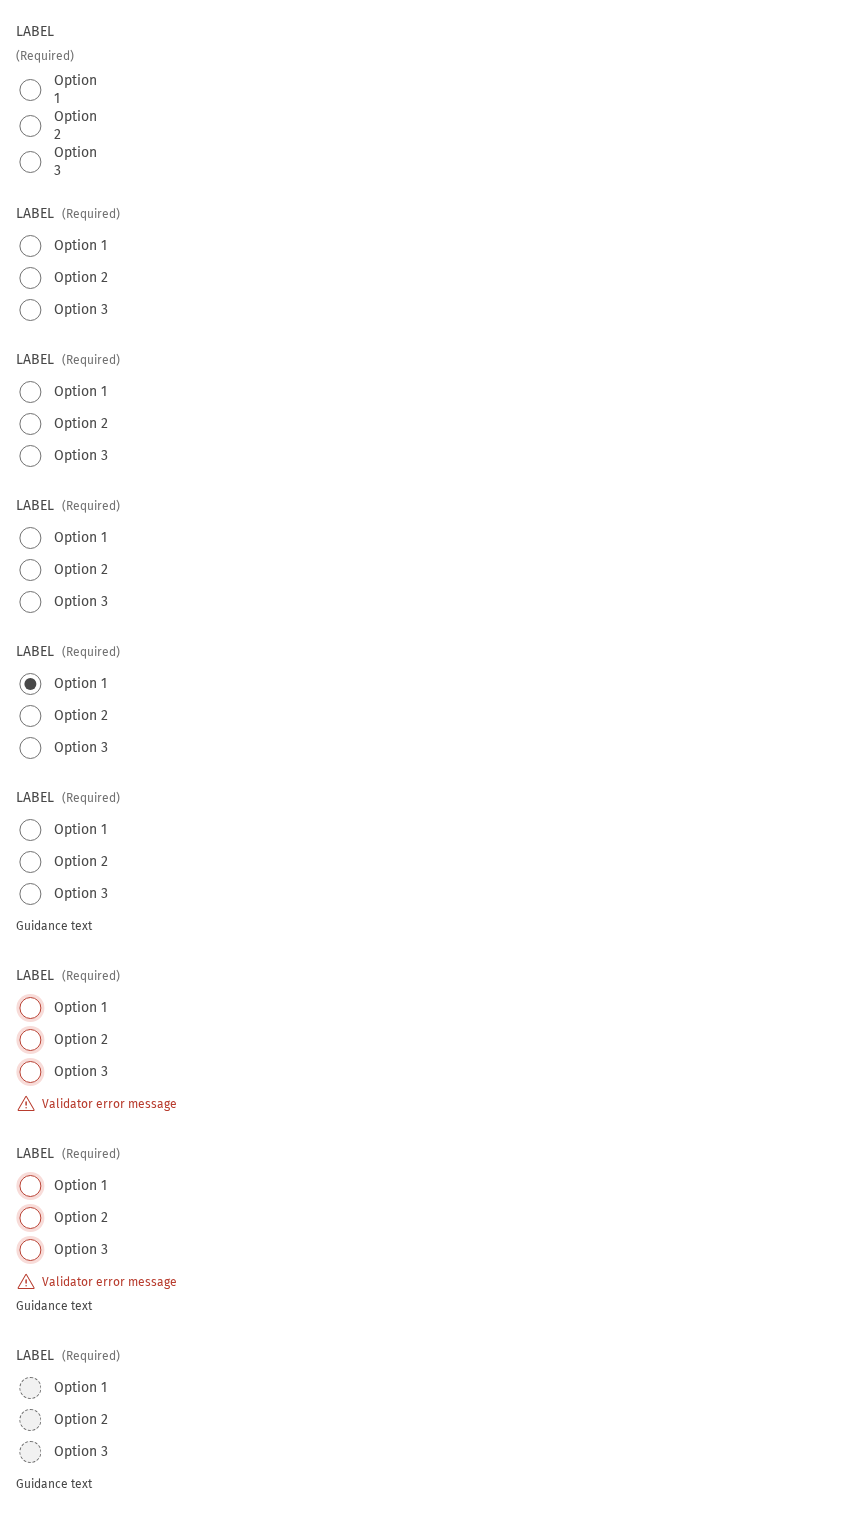 LABEL
(Required)
Option
1
Option
2
Option
3
LABEL (Required)
Option 1
Option 2
Option 3
LABEL (Required)
Option 1
Option 2
Option 3
LABEL (Required)
Option 1
Option 2
Option 3
LABEL (Required)
Option 1
Option 2
Option 3
LABEL (Required)
Option 1
Option 2
Option 3
Guidance text
LABEL (Required)
Option 1
Option 2
Option 3
Validator error message
LABEL (Required)
Option 1
Option 2
Option 3
Validator error message
Guidance text
LABEL (Required)
Option 1
Option 2
Option 3
Guidance text